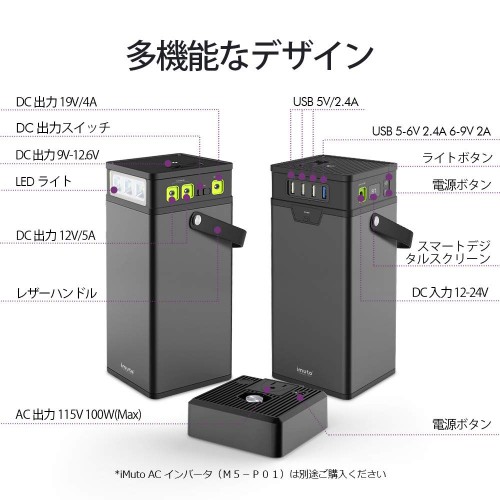 多機能なデザイン
DC 出力 19V/4A
DC 出力スイッチ
DC 出力 9V-12.6V
LED ライト
DC 出力 12V/5A
レザーハンドル
AC 出力 115V 100W(Max)
USB 5V/2.4A
USB 5-6V 2.4A 6-9V 2A
ライトボタン
電源ボタン
スマートデジ
タルスクリーン
DC 入力 12-24V
電源ボタン
imuto
imuto
*iMuto AC インバータ（M5－P01）は別途ご購入ください